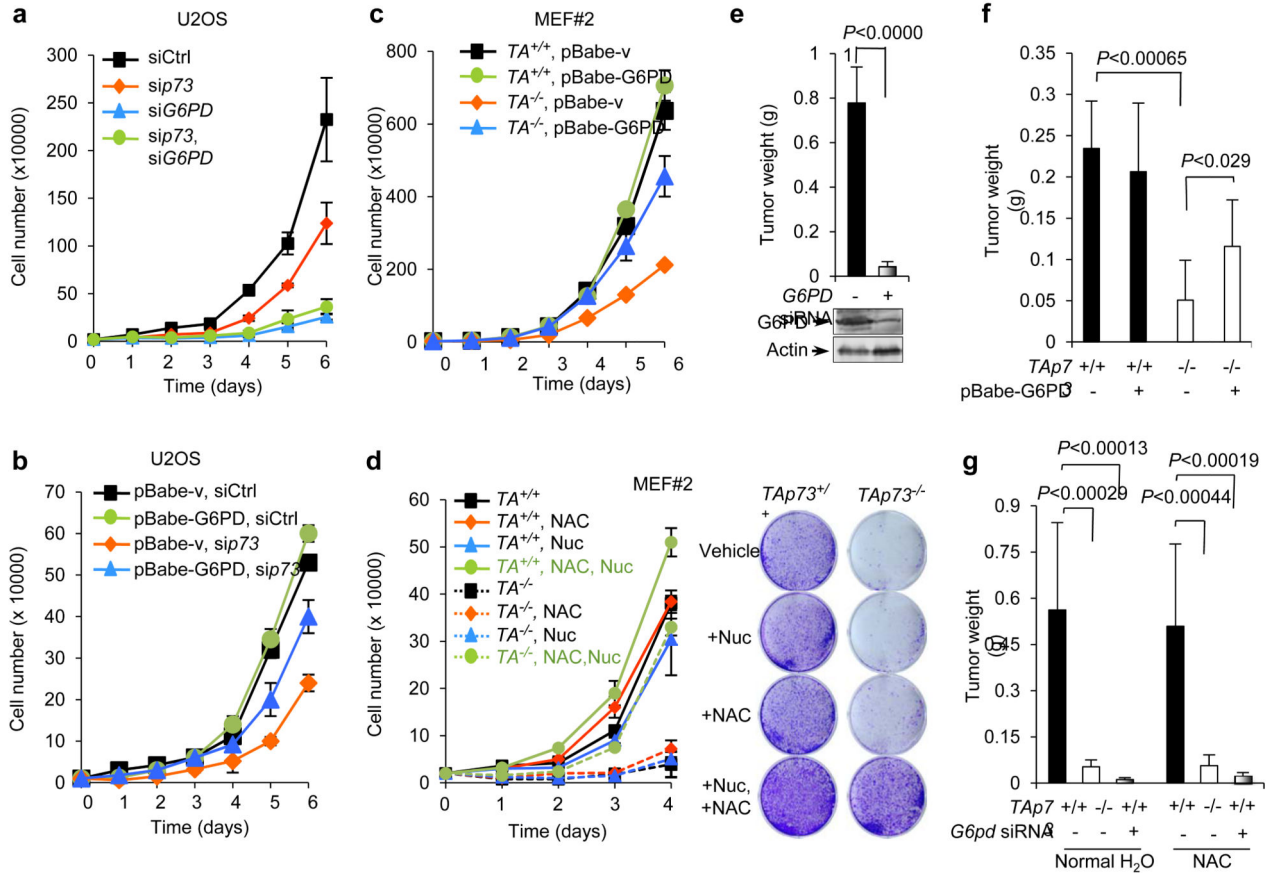 a
U2OS
siCtrl
sip73
siG6PD
sip73,
siG6PD
300
250
200
150
100
50
0
Cell number (x10000)
0 1 2 3 4 5 6
Time (days)
b
U2OS
pBabe-v, siCtrl
pBabe-G6PD, siCtrl
pBabe-v, sip73
pBabe-G6PD, sip73
70
60
50
40
30
20
10
0
Cell number (x 10000)
0 1 2 3 4 5 6
Time (days)
c
MEF#2
TA+/+, pBabe-v
TA+/+, pBabe-G6PD
TA-/-, pBabe-v
TA-/-, pBabe-G6PD
800
600
400
200
0
Cell number (x10000)
0 1 2 3 4 5 6
Time (days)
d
MEF#2
TA+/+
TA+/+, NAC
TA+/+, Nuc
TA+/+, NAC, Nuc
TA-/-
TA-/-, NAC
TA-/-, Nuc
TA-/-, NAC,Nuc
60
50
40
30
20
10
0
Cell number (x 10000)
0 1 2 3 4
Time (days)
TAp73+/
+
TAp73-/-
Vehicle
+Nuc
+NAC
+Nuc,
+NAC
e
P<0.0000
1
1
0.8
0.6
0.4
0.2
0
Tumor weight (g)
G6PD - +
siRNA
G6PD
Actin
f
P<0.00065
P<0.029
0.35
0.3
0.25
0.2
0.15
0.1
0.05
0
Tumor weight
(g)
TAp7 +/+ +/+ -/- -/-
3
pBabe-G6PD - + - +
g
P<0.00013
P<0.00029
P<0.00019
P<0.00044
0.9
0.75
0.6
0.45
0.3
0.15
0
Tumor weight
(g)
TAp7 +/+ -/- +/+ +/+ -/- +/+
3
G6pd siRNA - - + - - +
Normal H2O NAC